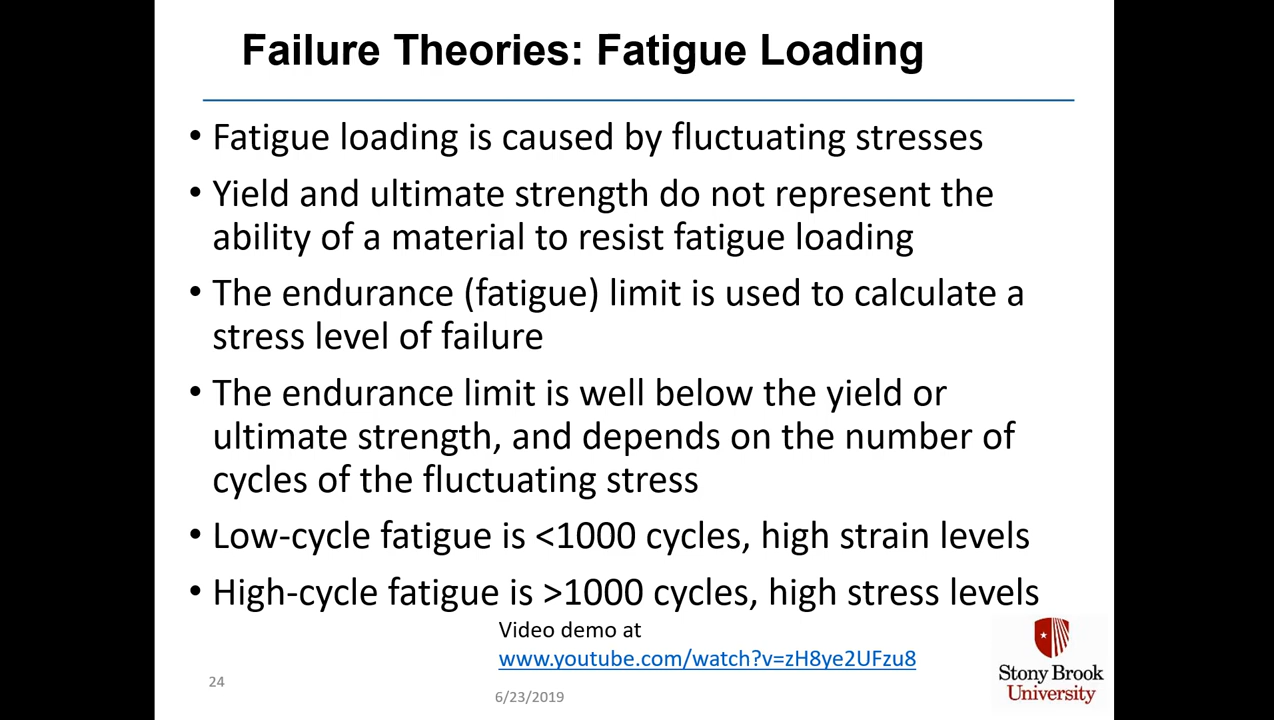 Failure Theories: Fatigue Loading
• Fatigue loading is caused by fluctuating stresses
• Yield and ultimate strength do not represent the
ability of a material to resist fatigue loading
• The endurance (fatigue) limit is used to calculate a
stress level of failure
• The endurance limit is well below the yield or
ultimate strength, and depends on the number of
cycles of the fluctuating stress
• Low-cycle fatigue is <1000 cycles, high strain levels
• High-cycle fatigue is >1000 cycles, high stress levels
Video demo at
www.youtube.com/watch?v=zH8ye2UFzu8
24
6/23/2019
Stony Brook
University